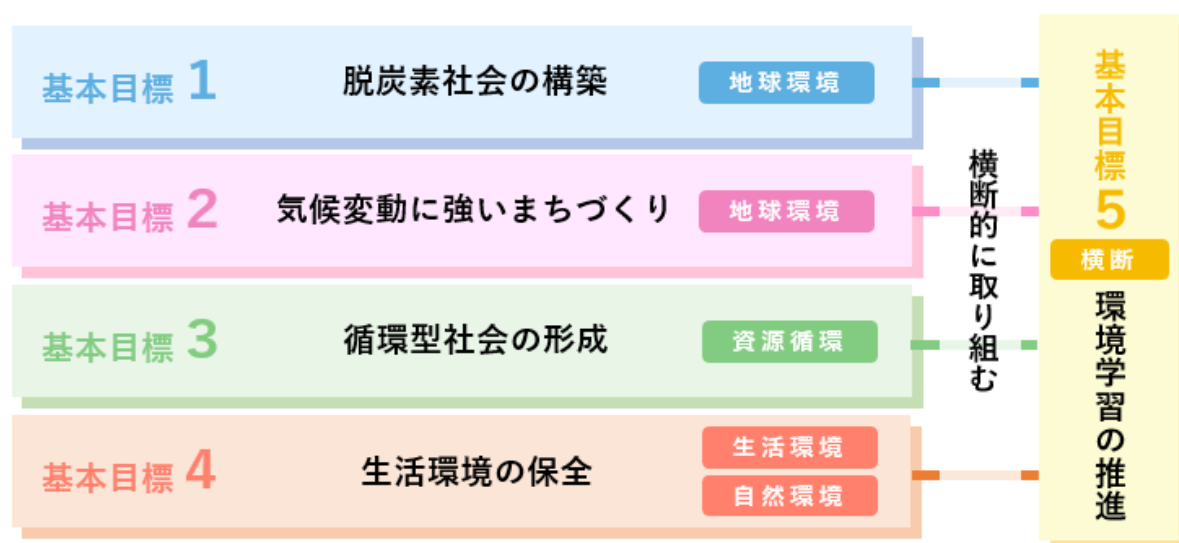 基本目標 1 脱炭素社会の構築 地球環境
基本目標 2 気候変動に強いまちづくり 地球環境
基本目標 3 循環型社会の形成 資源循環
基本目標 4 生活環境の保全 生活環境
自然環境
横断的に取り組む
基本目標 5
横断
環境学習の推進